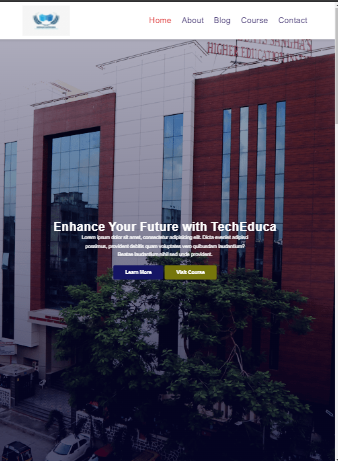 Home About Blog Course Contact
HIGHER EDUCATION
Enhance Your Future with TechEduca
Lorem ipsum dolor sit amet, consectetur adipisicing elit. Dicta eveniet adipisci
possimus, provident debitis quam voluptates vero quibusdam laudantium?
Beatae laudantium nihil sed unde provident.
Learn More Visit Course